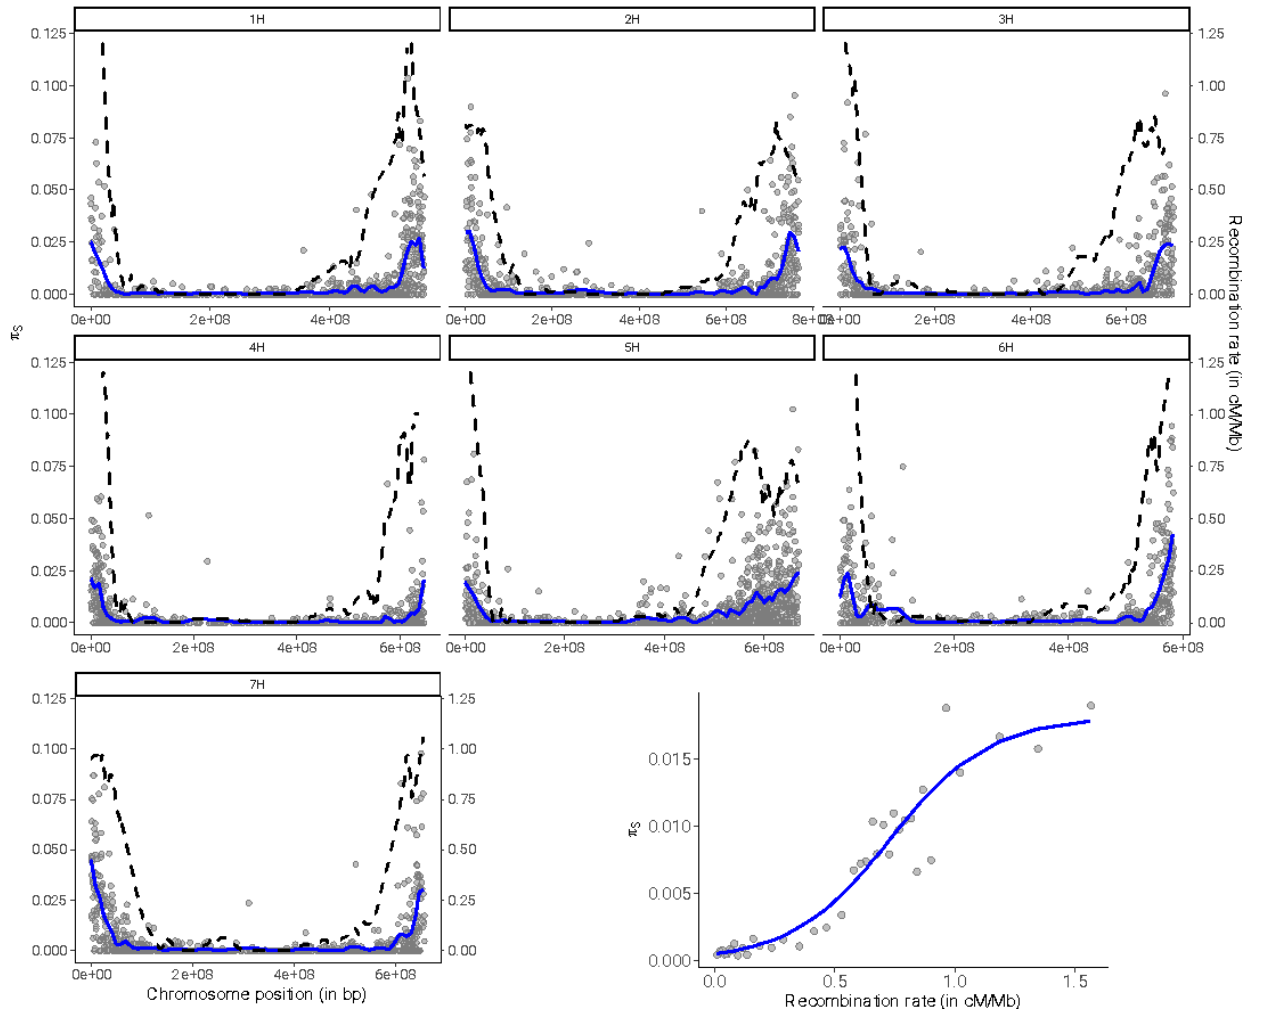 1H 2H 3H
0.125 1.25
0.100 1.00
0.075 0.75
0.050 0.50
0.025 0.25
0.000 0.00
0e+00 2e+08 4e+08 0e+00 2e+08 4e+08 6e+08 8e+08 0e+00 2e+08 4e+08 6e+08
4H 5H 6H
0.125 1.25
0.100 1.00
0.075 0.75
0.050 0.50
0.025 0.25
0.000 0.00
0e+00 2e+08 4e+08 6e+08 0e+00 2e+08 4e+08 6e+08 0e+00 2e+08 4e+08 6e+08
πS
Recombination rate (in cM/Mb)
7H
0.125 1.25
0.100 1.00
0.075 0.75
0.050 0.50
0.025 0.25
0.000 0.00
0e+00 2e+08 4e+08 6e+08
Chromosome position (in bp)
πS
0.015
0.010
0.005
0.000
0.0 0.5 1.0 1.5
Recombination rate (in cM/Mb)